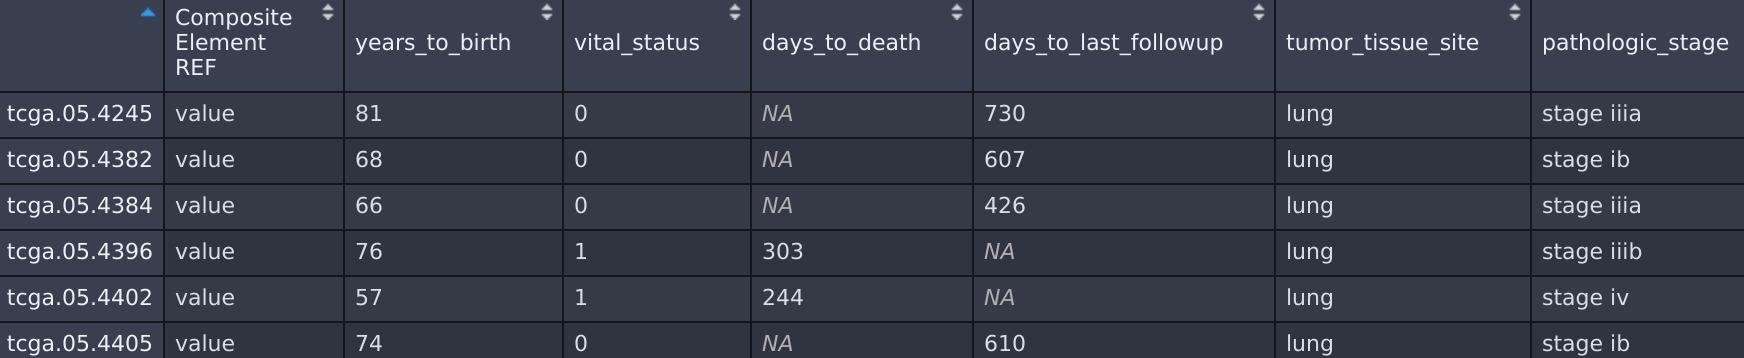 Composite Element REF years_to_birth vital_status days_to_death days_to_last_followup tumor_tissue_site pathologic_stage
tcga.05.4245 value 81 0 NA 730 lung stage iiia
tcga.05.4382 value 68 0 NA 607 lung stage ib
tcga.05.4384 value 66 0 NA 426 lung stage iiia
tcga.05.4396 value 76 1 303 NA lung stage iiib
tcga.05.4402 value 57 1 244 NA lung stage iv
tcga.05.4405 value 74 0 NA 610 lung stage ib